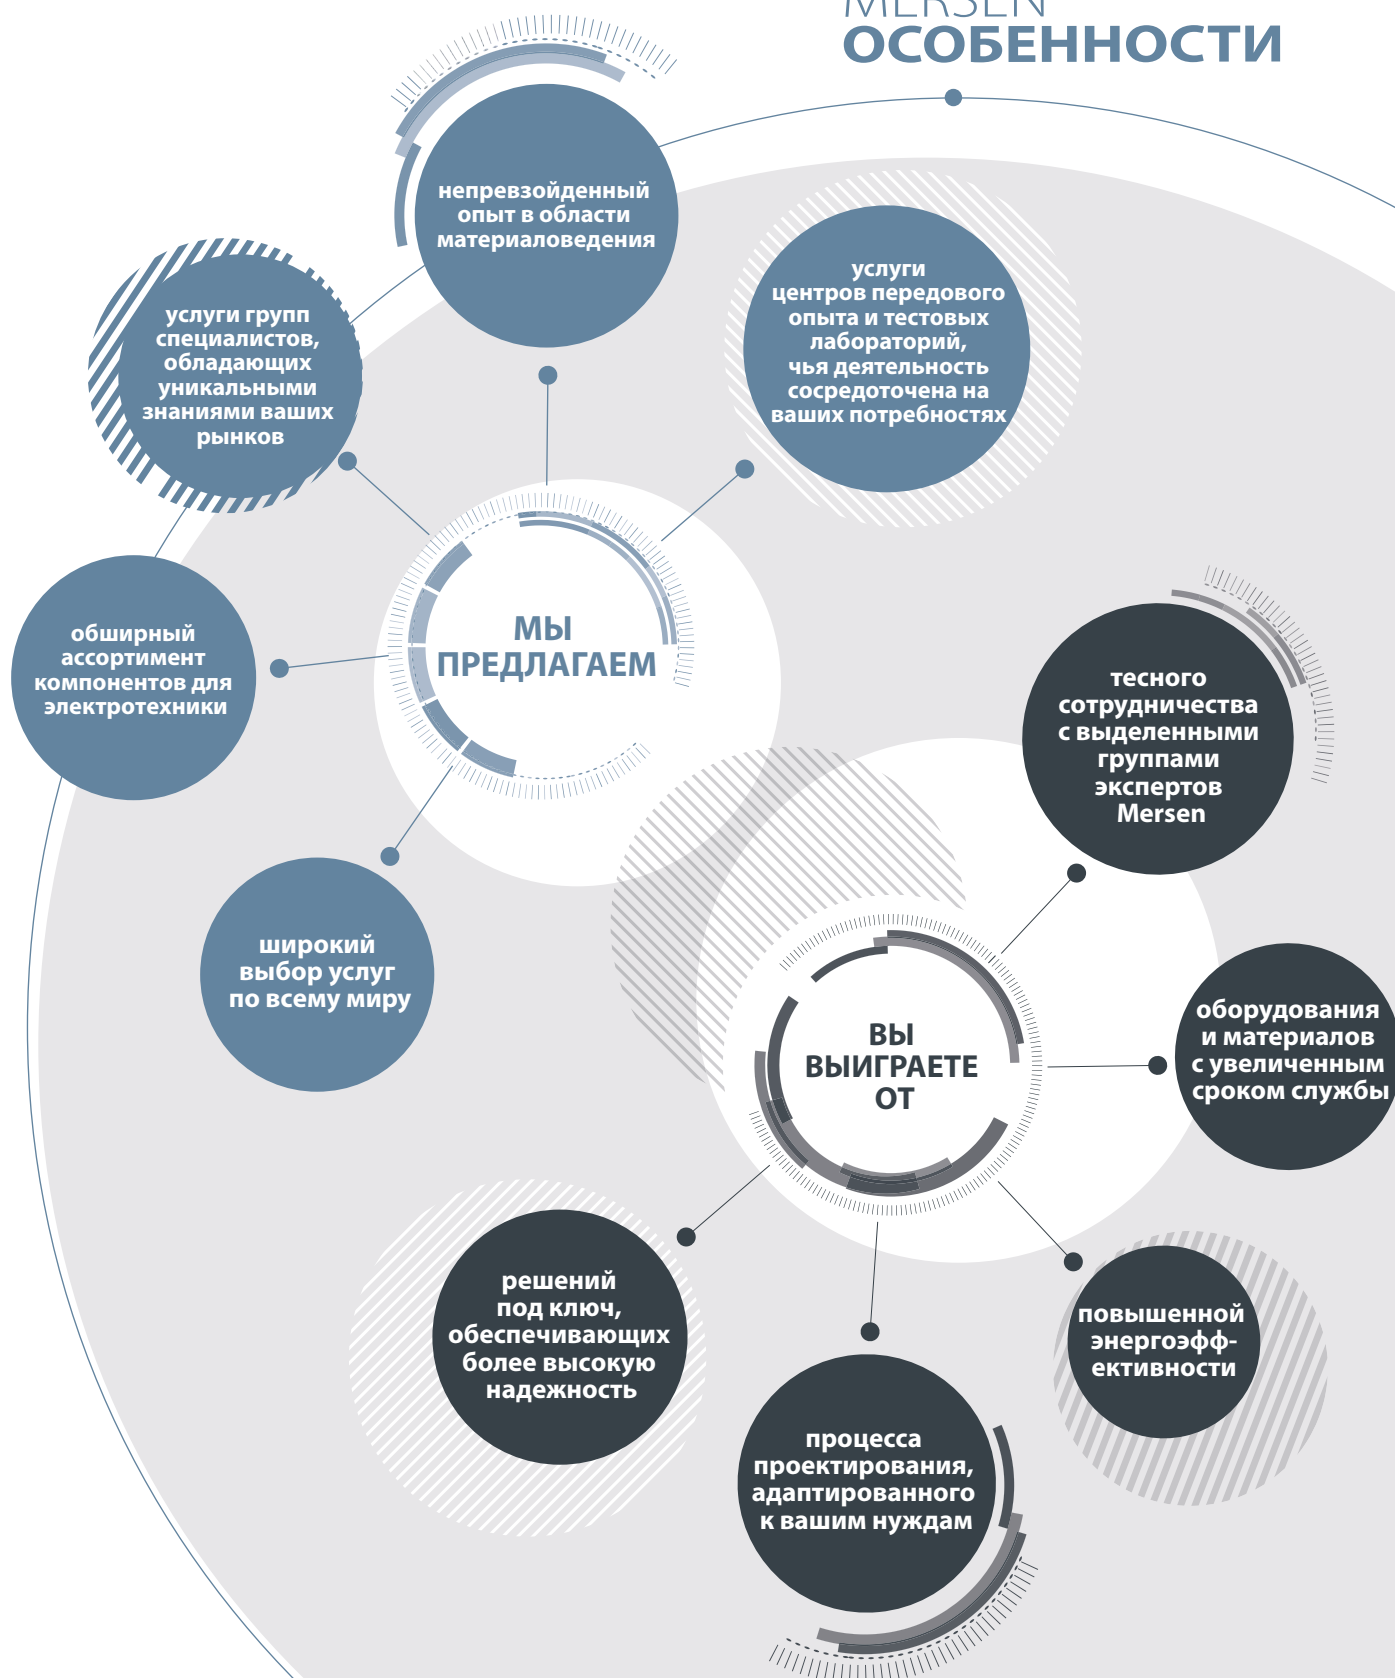 MERSEN
ОСОБЕННОСТИ
непревзойденный
опыт в области
материаловедения
услуги
центров передового
опыта и тестовых
лабораторий,
чья деятельность
сосредоточена на
ваших потребностях
услуги групп
специалистов,
обладающих
уникальными
знаниями ваших
рынков
обширный
ассортимент
компонентов для
электротехники
МЫ
ПРЕДЛАГАЕМ
широкий
выбор услуг
по всему миру
тесного
сотрудничества
с выделенными
группами
экспертов
Mersen
ВЫ
ВЫИГРАЕТЕ
ОТ
оборудования
и материалов
с увеличенным
сроком службы
решений
под ключ,
обеспечивающих
более высокую
надежность
повышенной
энергоэфф-
ективности
процесса
проектирования,
адаптированного
к вашим нуждам